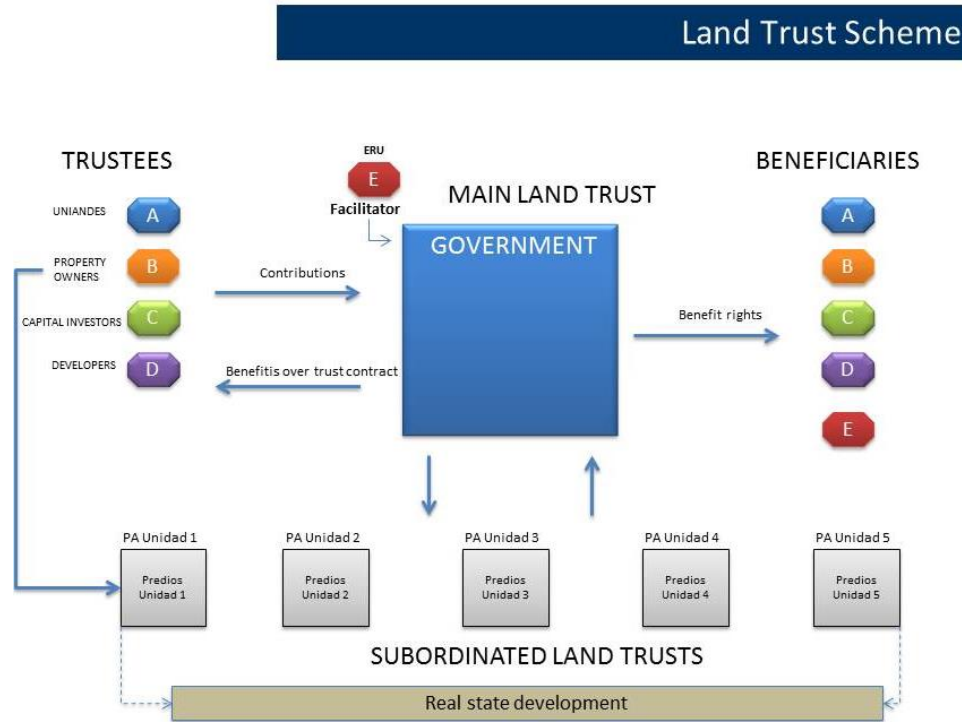 Land Trust Scheme
TRUSTEES
UNIANDES
A
PROPERTY
OWNERS
B
CAPITAL INVESTORS
C
DEVELOPERS
D
ERU
E
Facilitator
MAIN LAND TRUST
GOVERNMENT
Contributions
Benefitis over trust contract
Benefit rights
BENEFICIARIES
A
B
C
D
E
PA Unidad 1
Predios
Unidad 1
PA Unidad 2
Predios
Unidad 2
PA Unidad 3
Predios
Unidad 3
PA Unidad 4
Predios
Unidad 4
PA Unidad 5
Predios
Unidad 5
SUBORDINATED LAND TRUSTS
Real state development